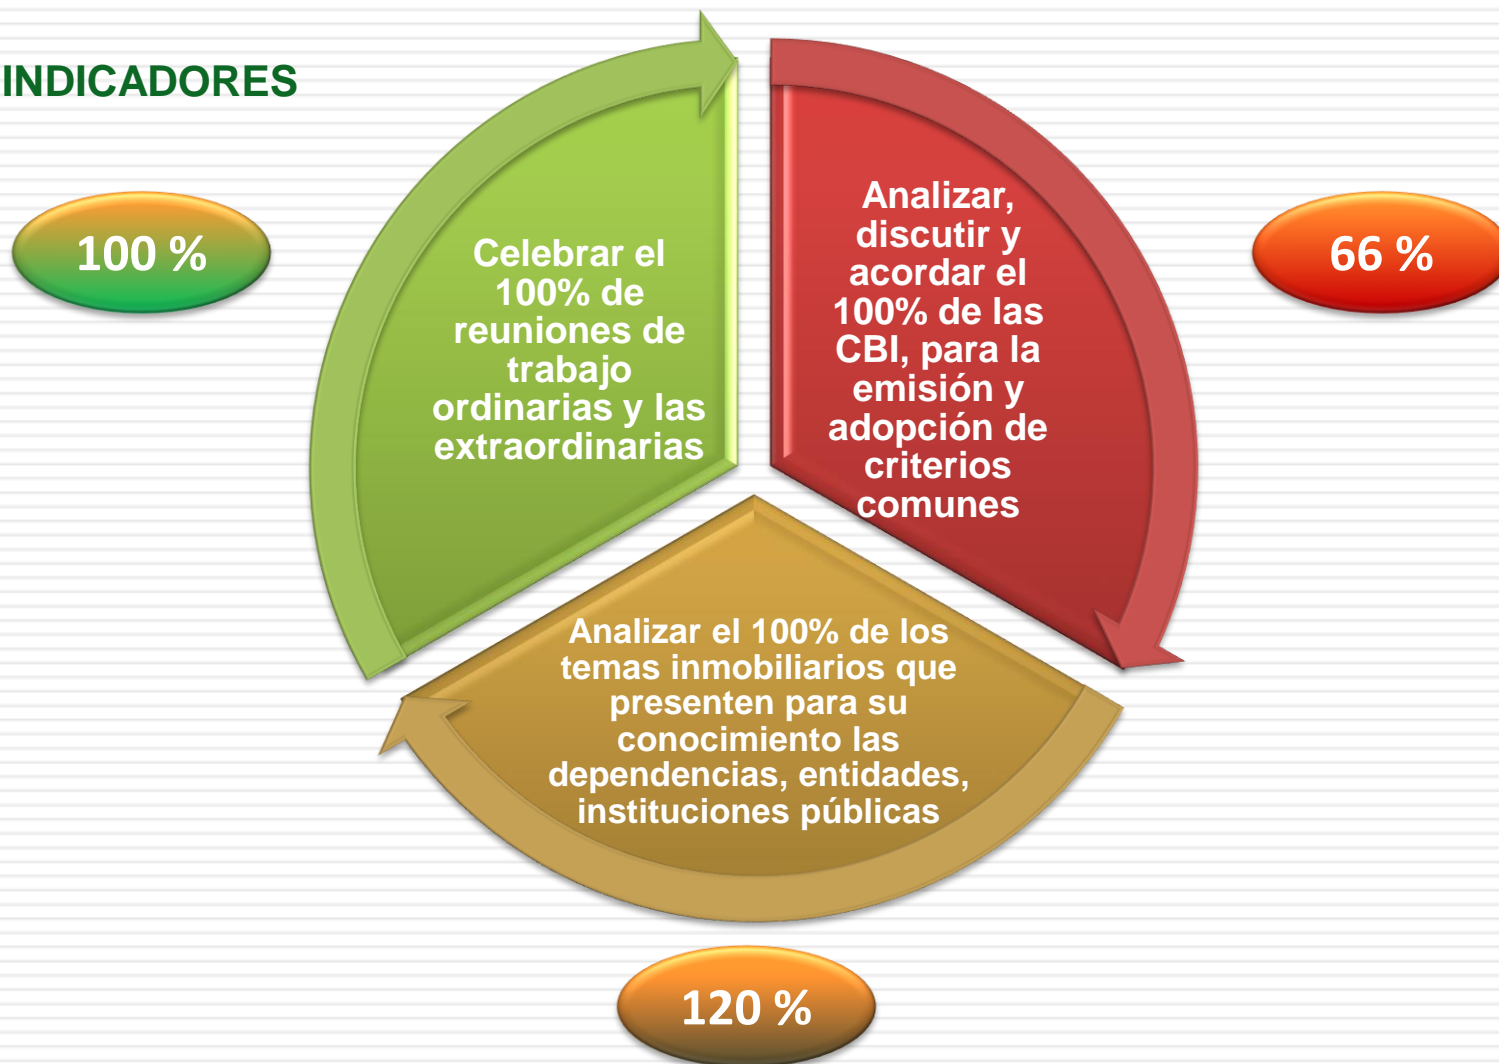 INDICADORES
100 %
Celebrar el
100% de
reuniones de
trabajo
ordinarias y las
extraordinarias
Analizar,
discutir y
acordar el
100% de las
CBI, para la
emisión y
adopción de
criterios
comunes
66 %
Analizar el 100% de los
temas inmobiliarios que
presenten para su
conocimiento las
dependencias, entidades,
instituciones públicas
120 %